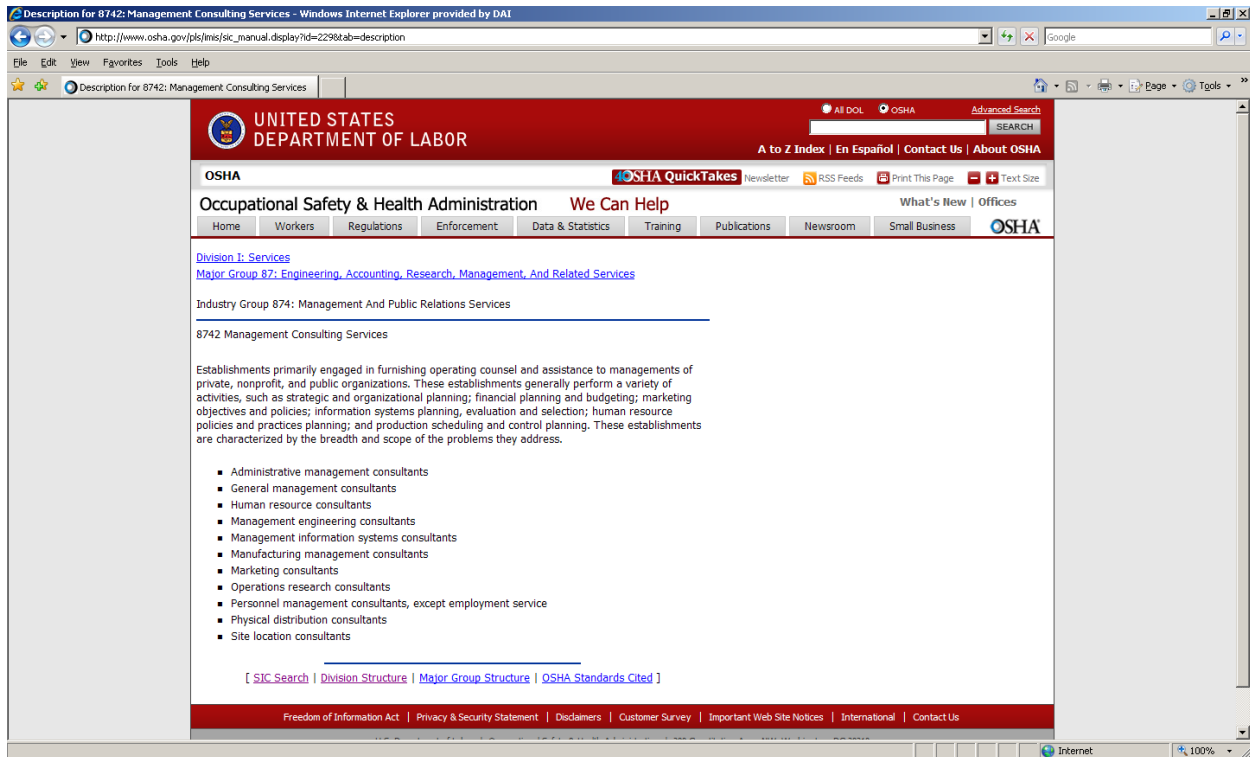 Description for 8742: Management Consulting Services - Windows Internet Explorer provided by DAI
http://www.osha.gov/pls/imis/sic_manual.display?id=229&tab=description
Google
File Edit View Favorites Tools Help
Description for 8742: Management Consulting Services
Page Tools
UNITED STATES
DEPARTMENT OF LABOR
All DOL OSHA Advanced Search
SEARCH
A to Z Index | En Español | Contact Us | About OSHA
OSHA
OSHA QuickTakes Newsletter RSS Feeds Print This Page Text Size
Occupational Safety & Health Administration We Can Help
What's New | Offices
Home Workers Regulations Enforcement Data & Statistics Training Publications Newsroom Small Business OSHA
Division I: Services
Major Group 87: Engineering, Accounting, Research, Management, And Related Services
Industry Group 874: Management And Public Relations Services
8742 Management Consulting Services
Establishments primarily engaged in furnishing operating counsel and assistance to managements of
private, nonprofit, and public organizations. These establishments generally perform a variety of
activities, such as strategic and organizational planning; financial planning and budgeting; marketing
objectives and policies; information systems planning, evaluation and selection; human resource
policies and practices planning; and production scheduling and control planning. These establishments
are characterized by the breadth and scope of the problems they address.
Administrative management consultants
General management consultants
Human resource consultants
Management engineering consultants
Management information systems consultants
Manufacturing management consultants
Marketing consultants
Operations research consultants
Personnel management consultants, except employment service
Physical distribution consultants
Site location consultants
[ SIC Search | Division Structure | Major Group Structure | OSHA Standards Cited ]
Freedom of Information Act | Privacy & Security Statement | Disclaimers | Customer Survey | Important Web Site Notices | International | Contact Us
Internet 100%